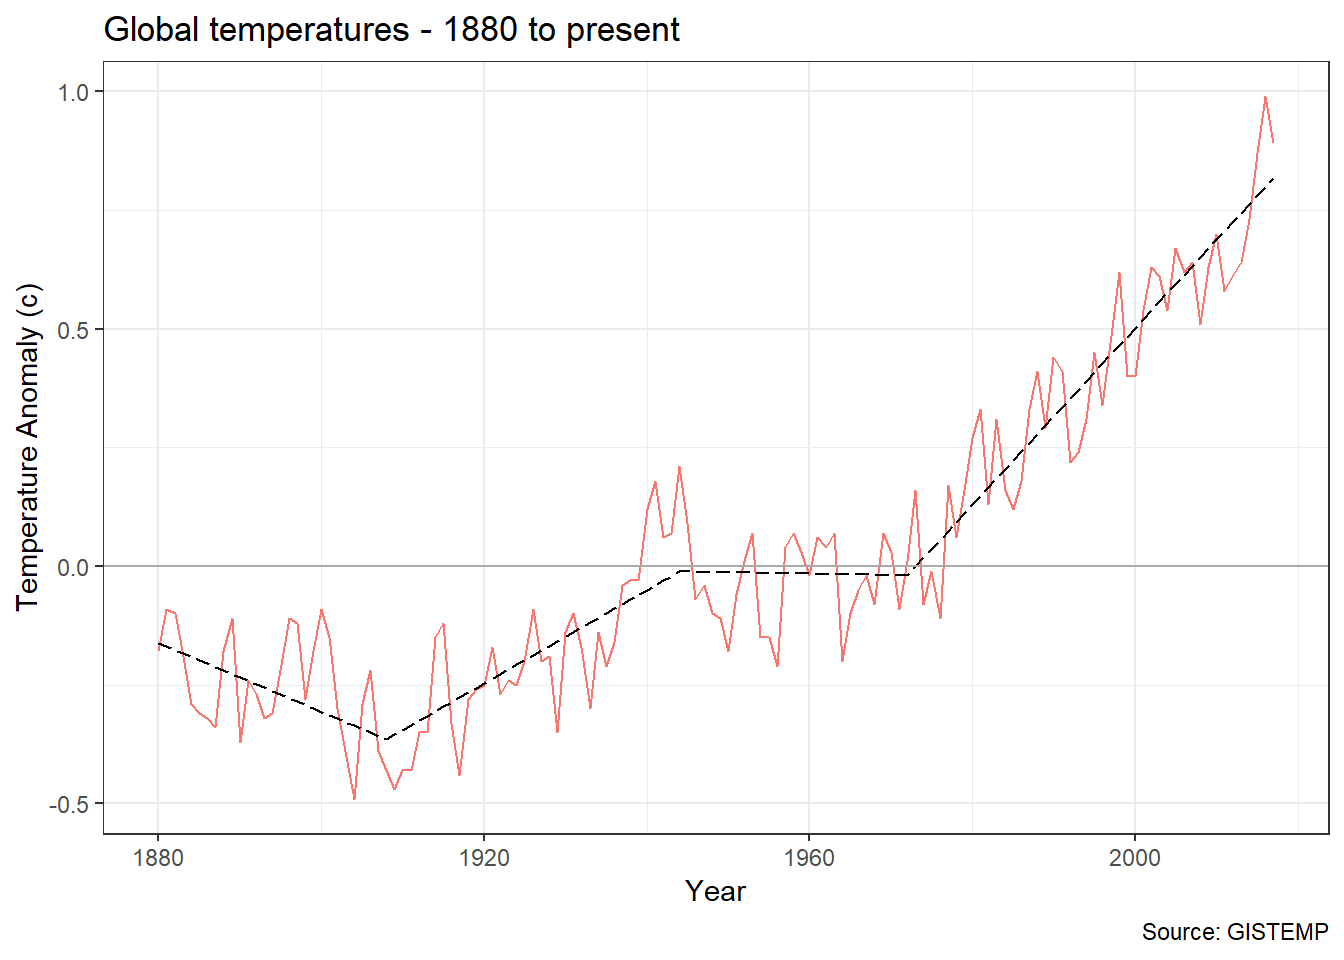 Global temperatures - 1880 to present
Temperature Anomaly (c)
1.0
0.5
0.0
-0.5
1880 1920 1960 2000
Year
Source: GISTEMP